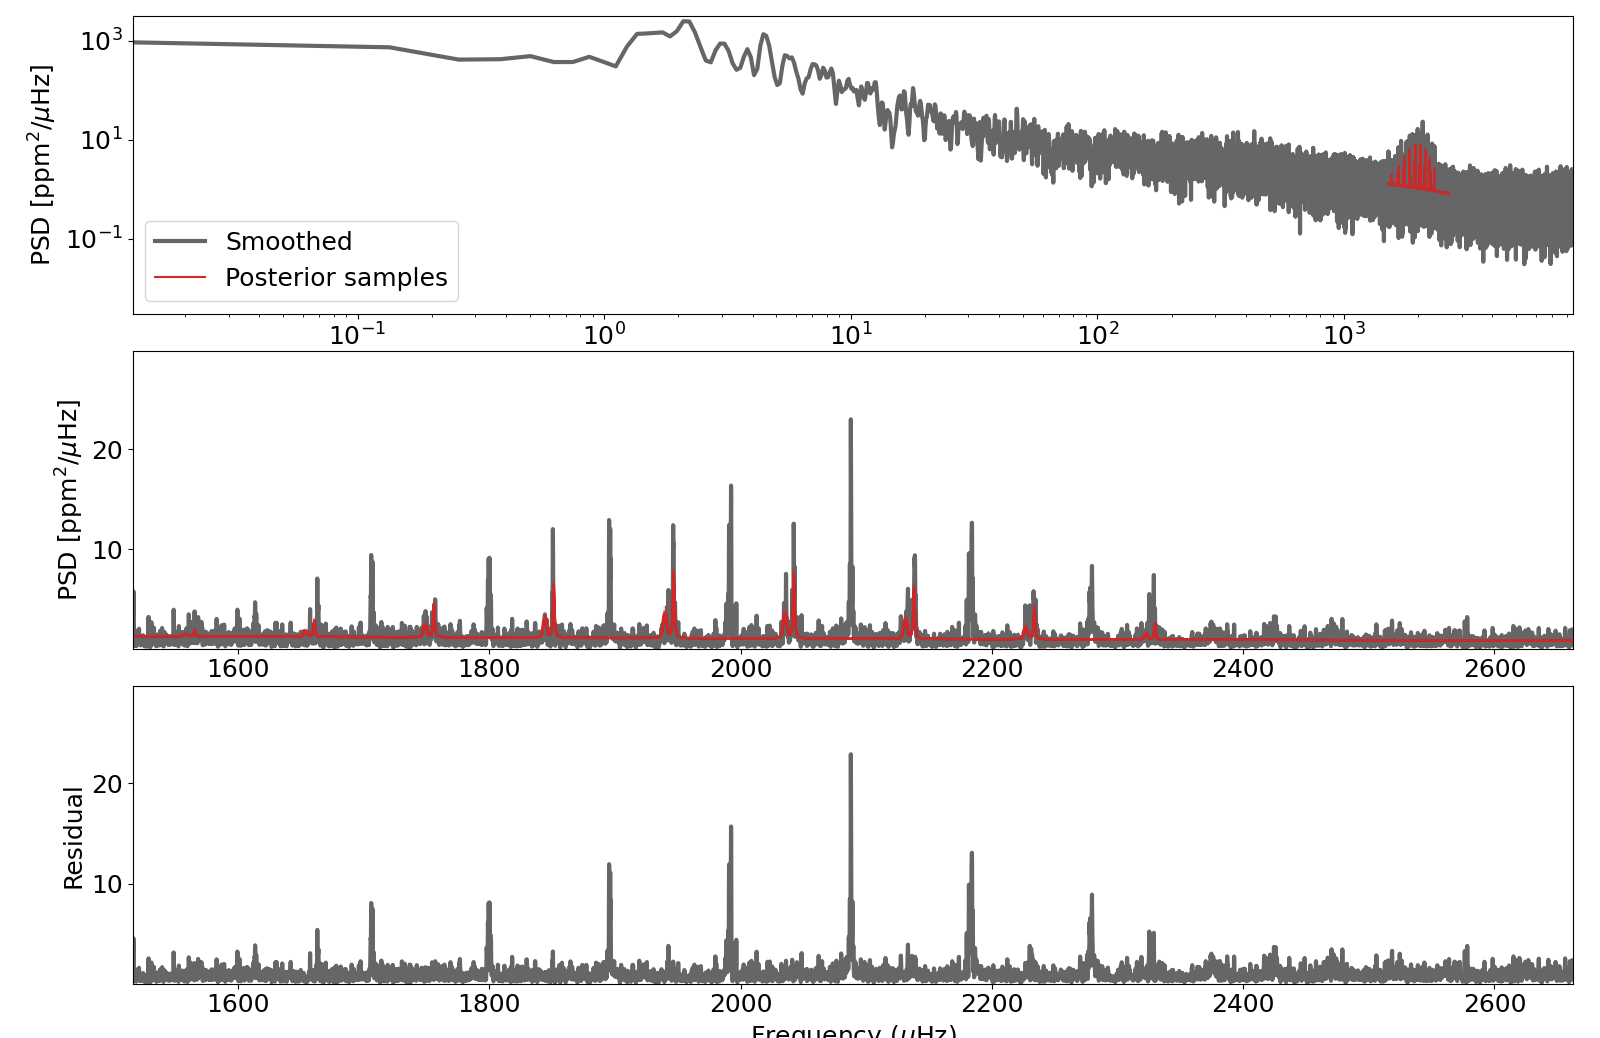 PSD [ppm²/μHz]
10³
10¹
10⁻¹
Smoothed
Posterior samples
10⁻¹ 10⁰ 10¹ 10² 10³
PSD [ppm²/μHz]
20
10
1600 1800 2000 2200 2400 2600
Residual
20
10
1600 1800 2000 2200 2400 2600
Frequency (μHz)